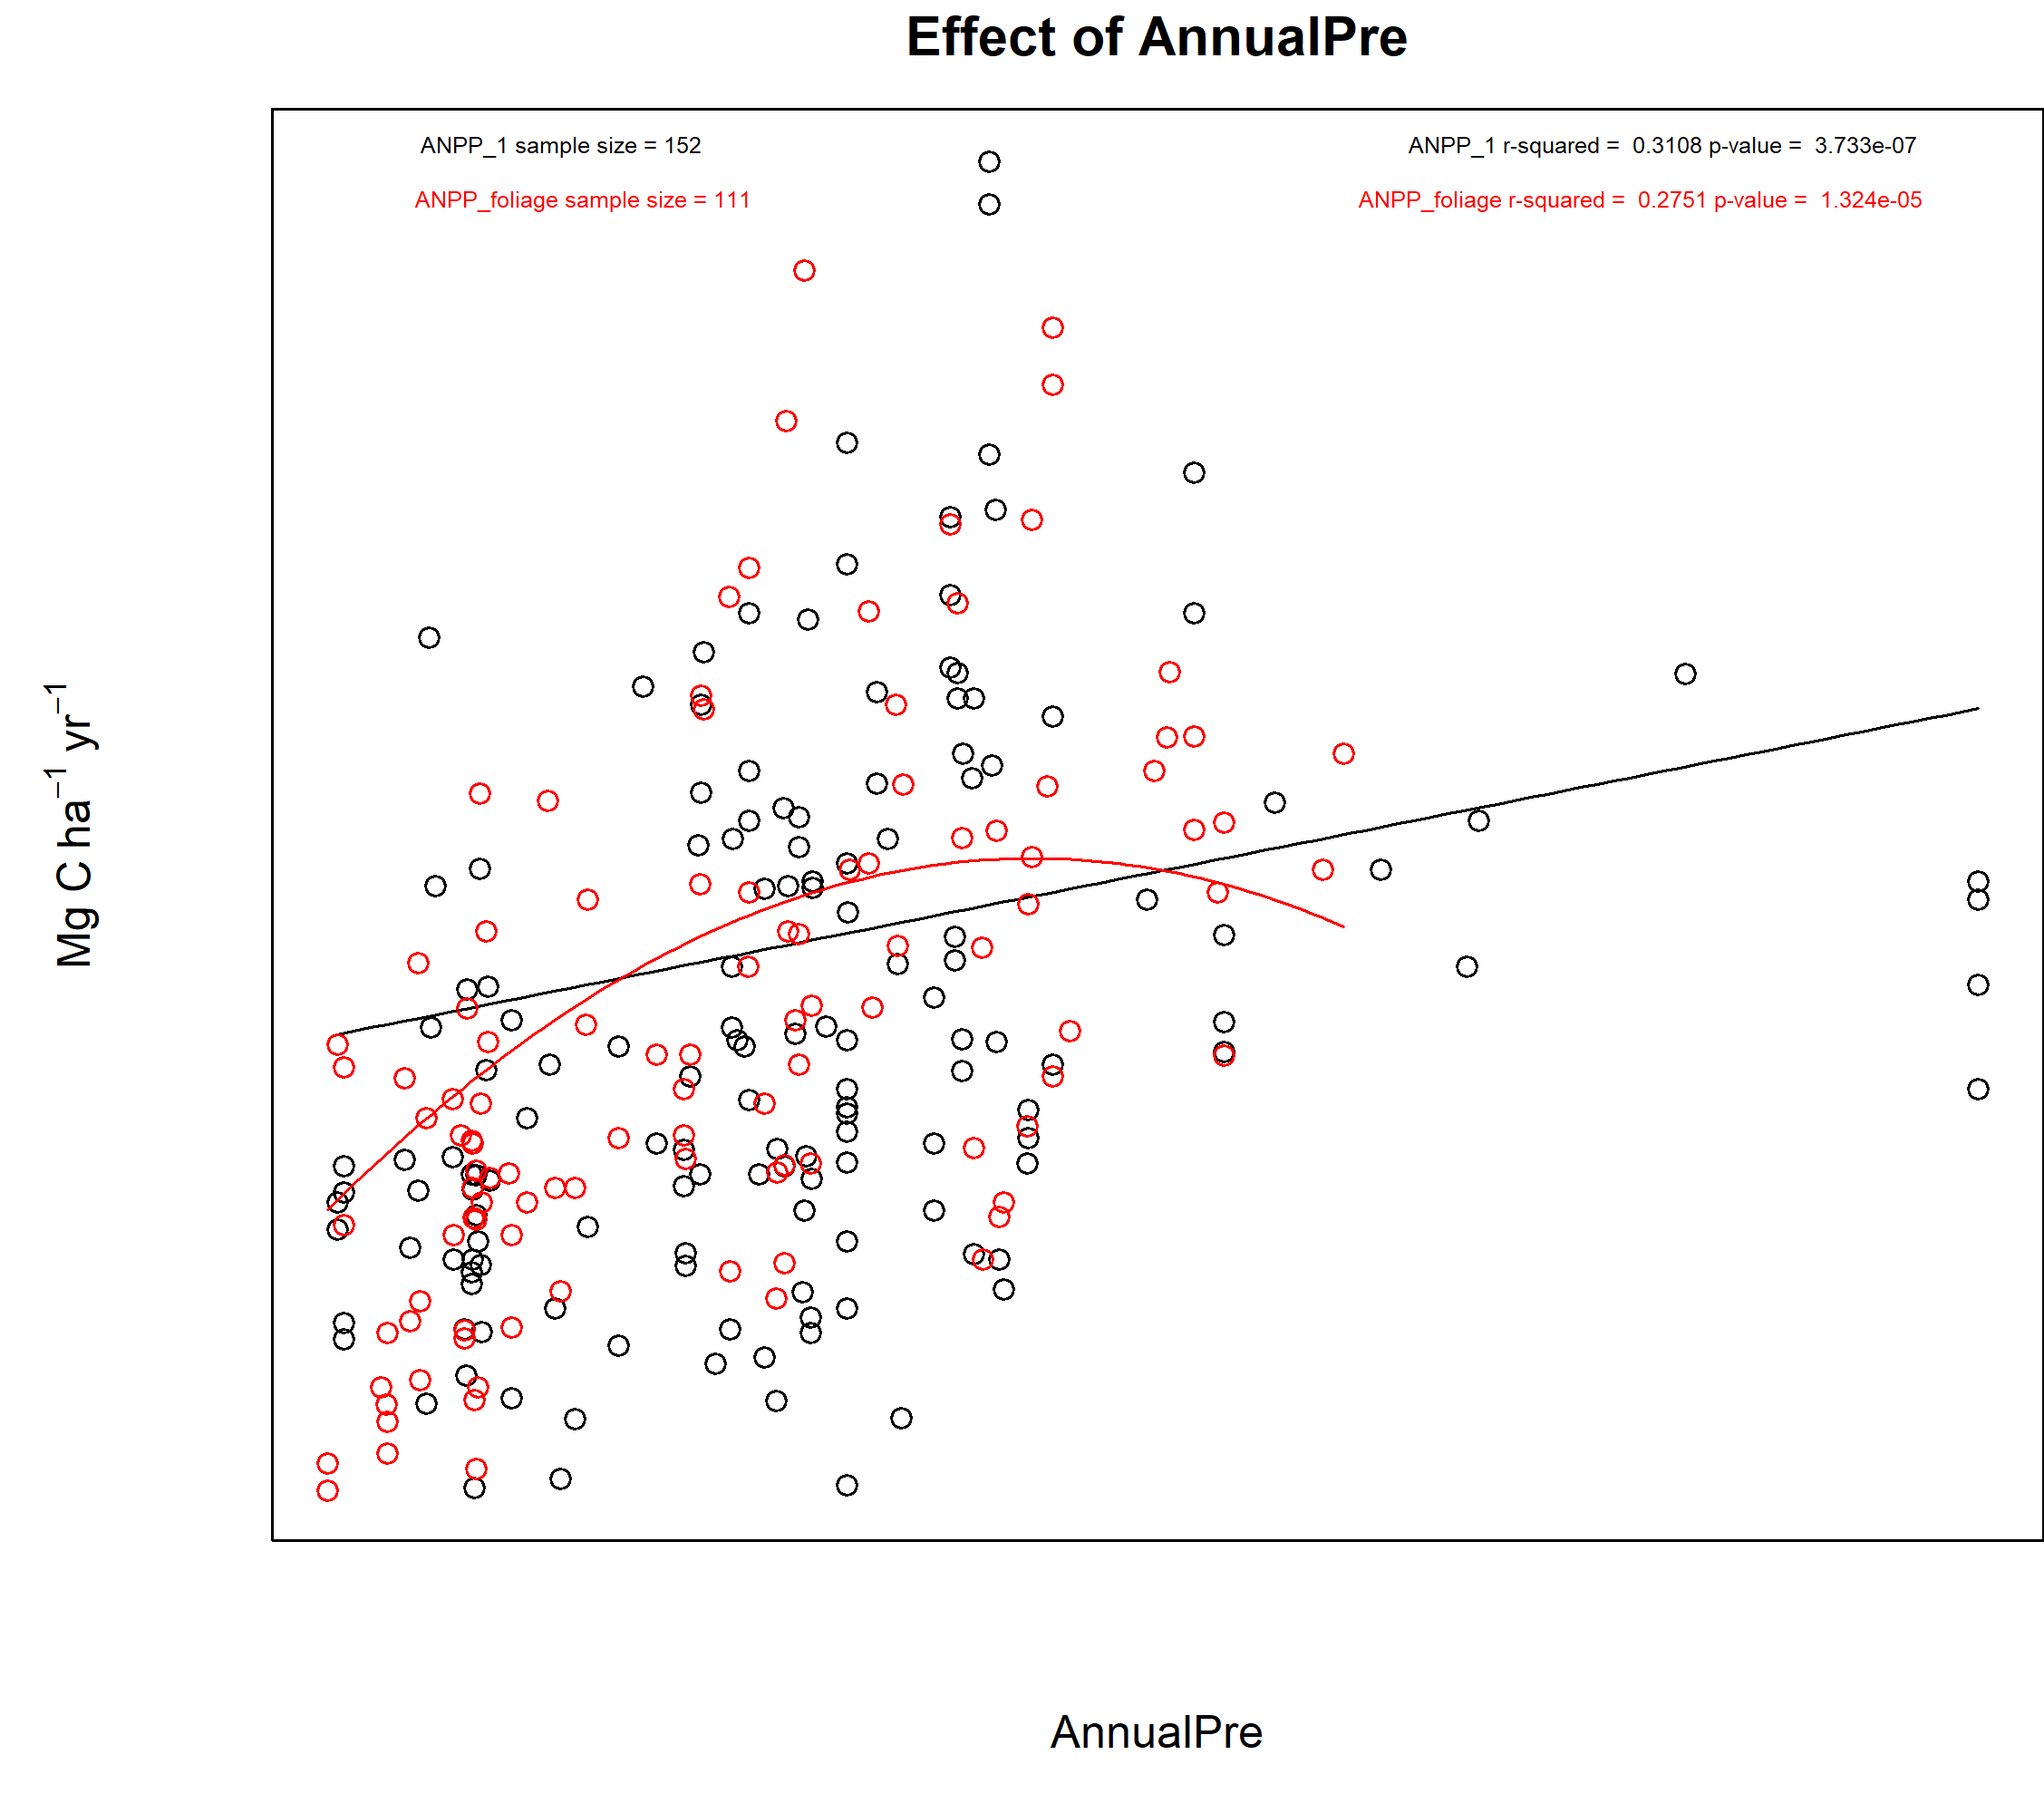 Effect of AnnualPre
ANPP_1 sample size = 152
ANPP_1 r-squared = 0.3108 p-value = 3.733e-07
ANPP_foliage sample size = 111
ANPP_foliage r-squared = 0.2751 p-value = 1.324e-05
Mg C ha⁻¹ yr⁻¹
AnnualPre